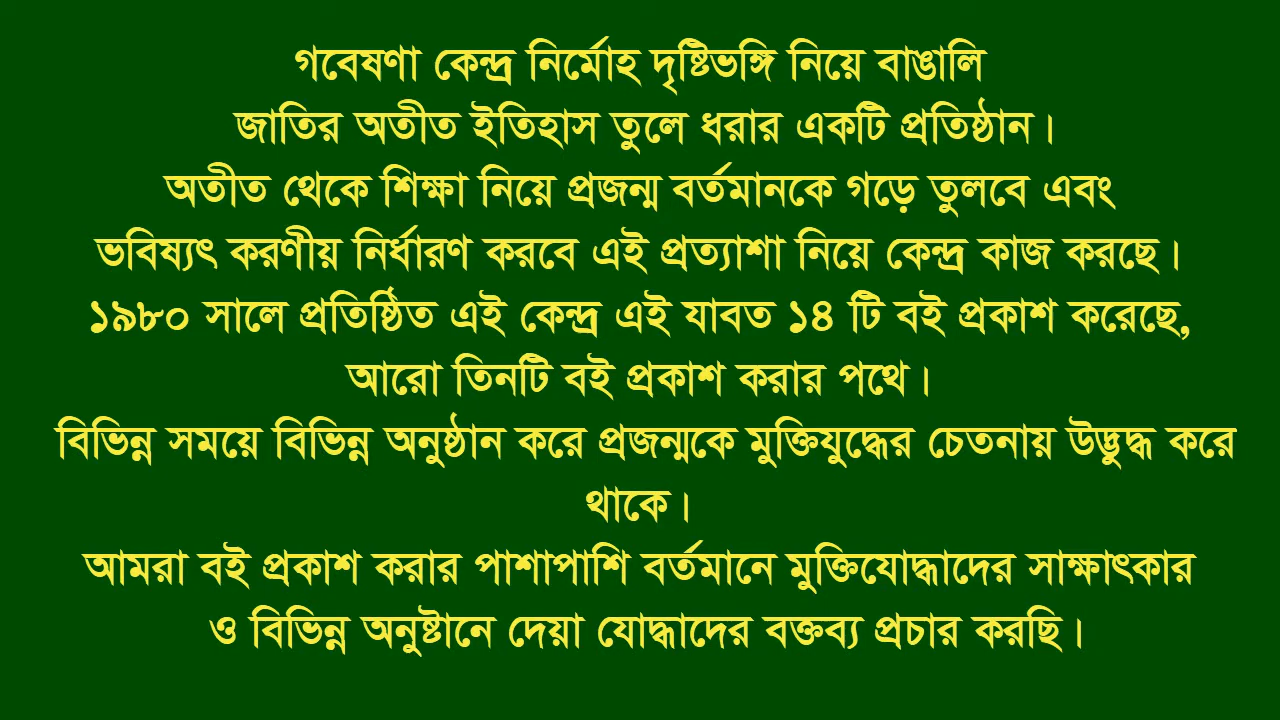 গবেষণা কেন্দ্র নির্মোহ দৃষ্টিভঙ্গি নিয়ে বাঙালি
জাতির অতীত ইতিহাস তুলে ধরার একটি প্রতিষ্ঠান।
অতীত থেকে শিক্ষা নিয়ে প্রজন্ম বর্তমানকে গড়ে তুলবে এবং
ভবিষ্যৎ করণীয় নির্ধারণ করবে এই প্রত্যাশা নিয়ে কেন্দ্র কাজ করছে।
১৯৮০ সালে প্রতিষ্ঠিত এই কেন্দ্র এই যাবত ১৪ টি বই প্রকাশ করেছে,
আরো তিনটি বই প্রকাশ করার পথে।
বিভিন্ন সময়ে বিভিন্ন অনুষ্ঠান করে প্রজন্মকে মুক্তিযুদ্ধের চেতনায় উদ্ভুদ্ধ করে
থাকে।
আমরা বই প্রকাশ করার পাশাপাশি বর্তমানে মুক্তিযোদ্ধাদের সাক্ষাৎকার
ও বিভিন্ন অনুষ্টানে দেয়া যোদ্ধাদের বক্তব্য প্রচার করছি।